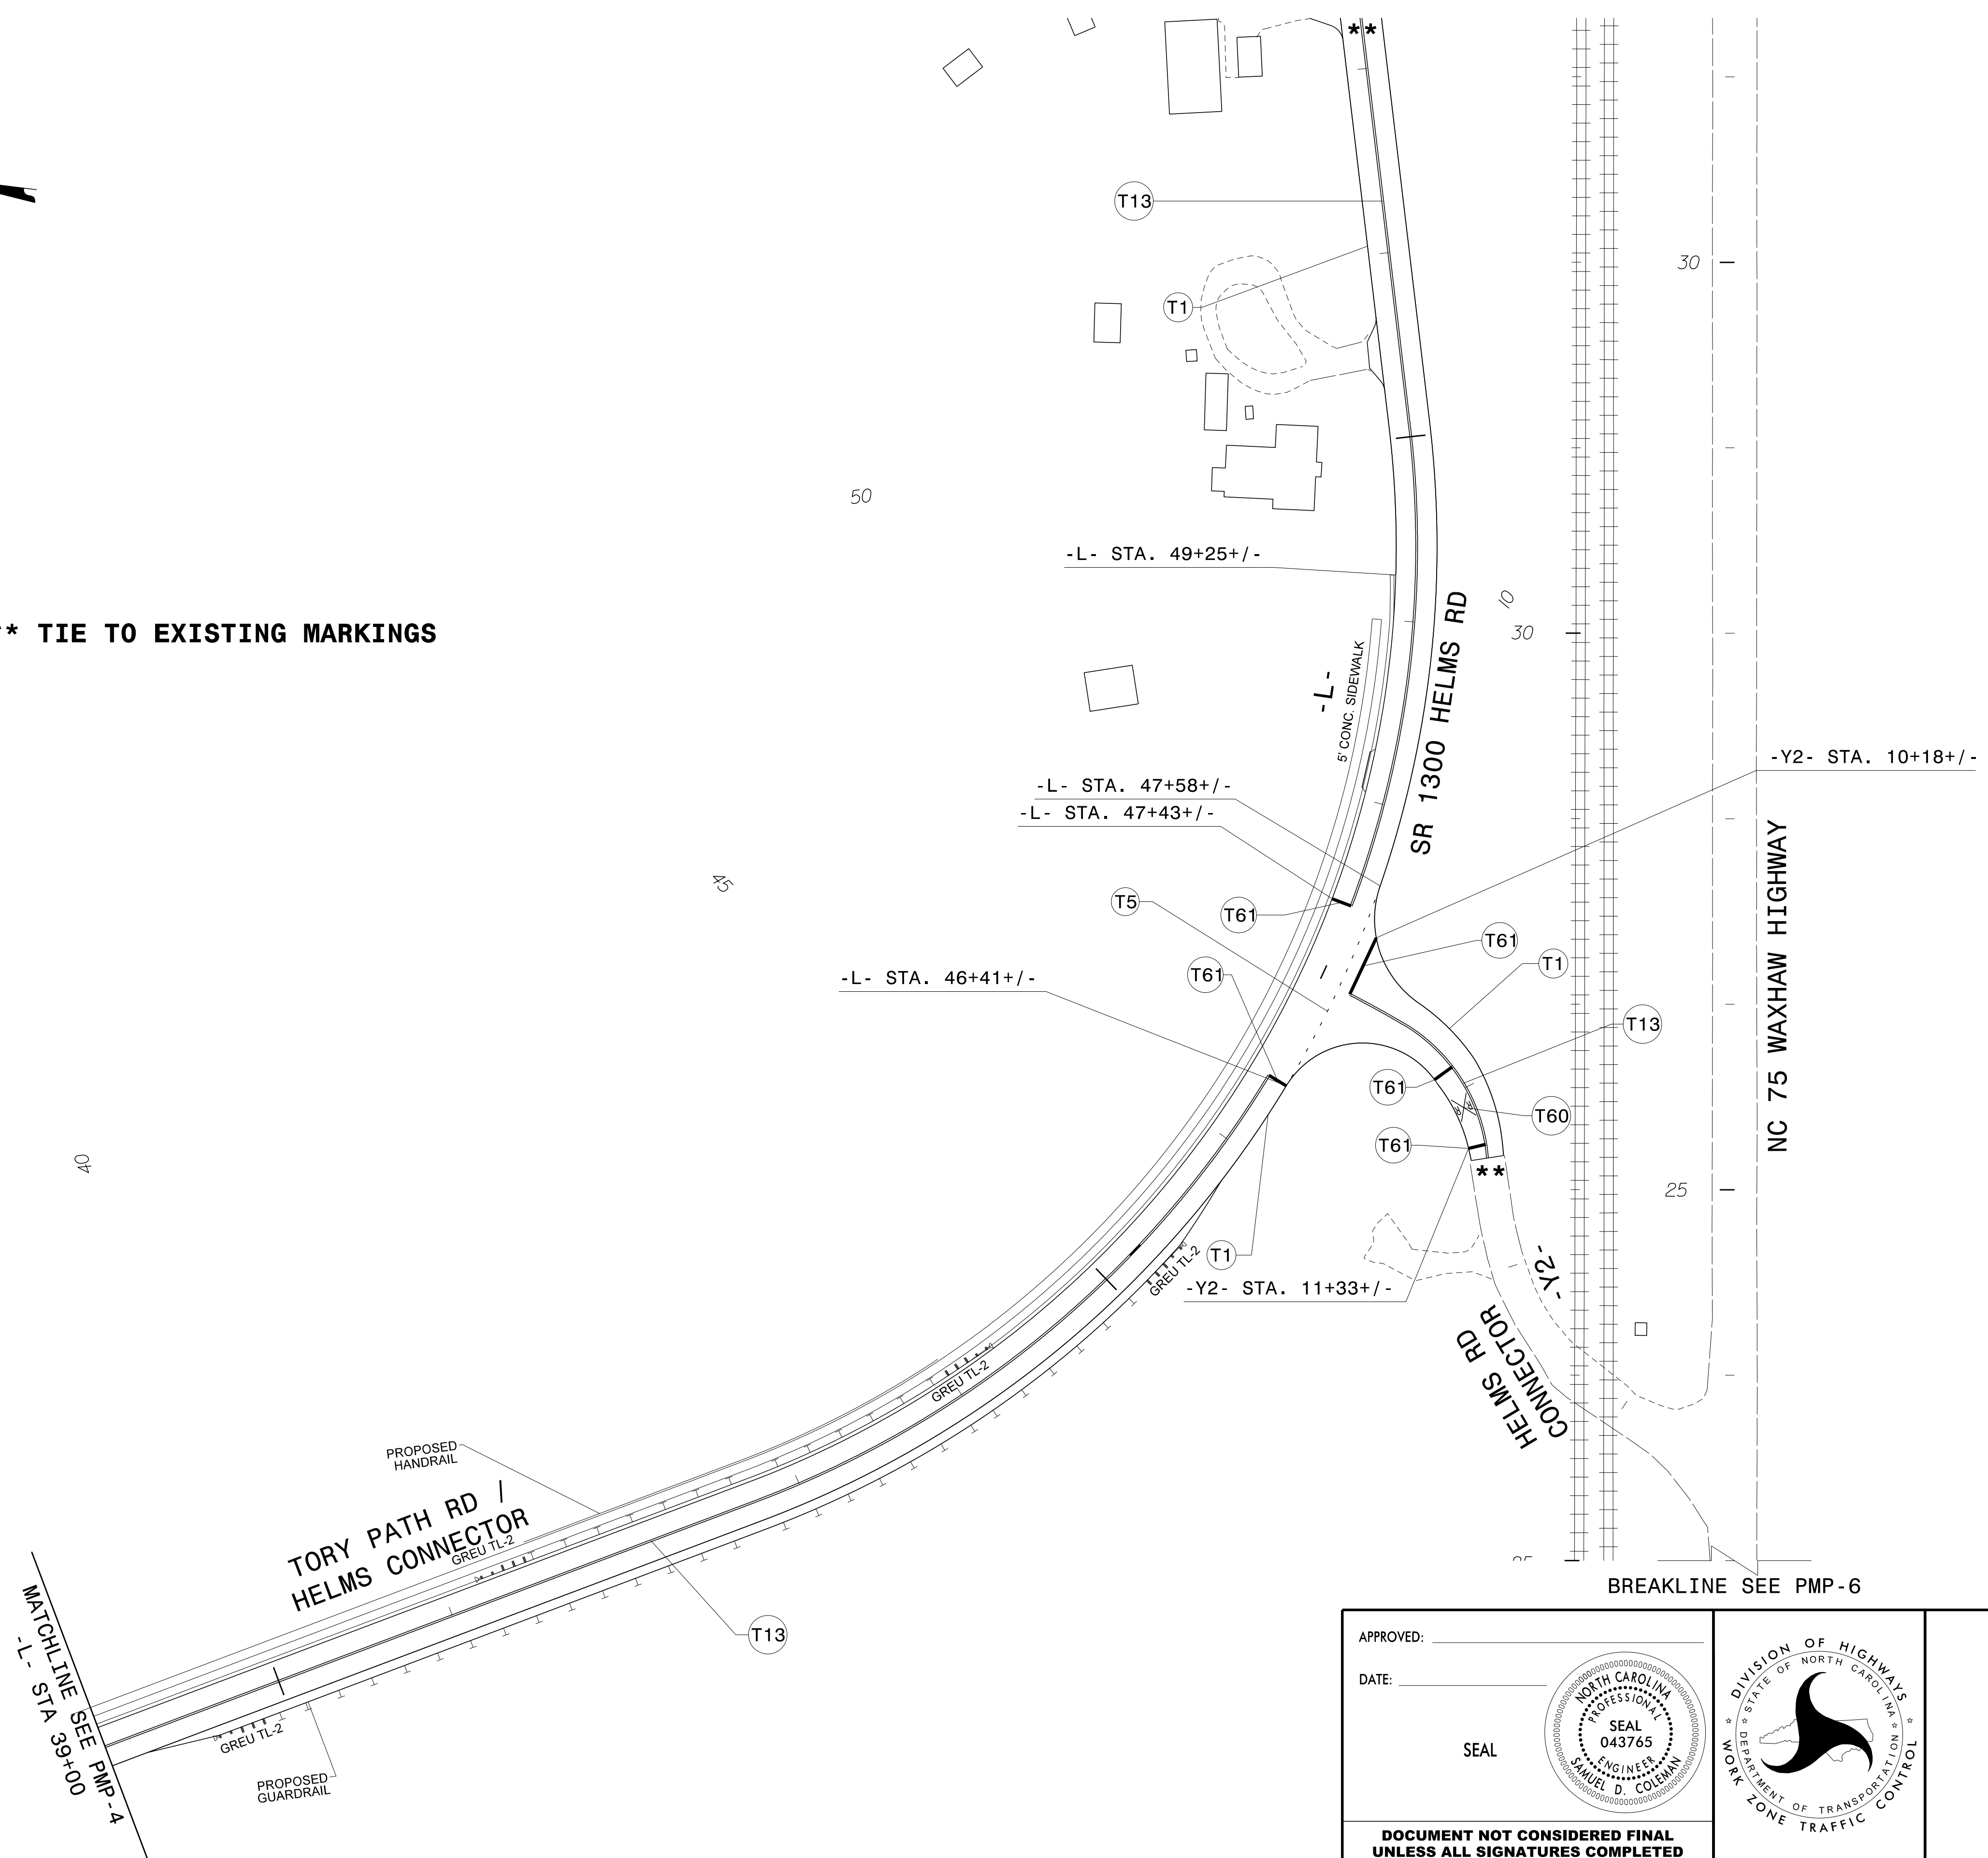 **
T13
30
T1
50
-L- STA. 49+25+/-
10
30
* TIE TO EXISTING MARKINGS
-L-
5' CONC. SIDEWALK
SR 1300 HELMS RD
-Y2- STA. 10+18+/-
-L- STA. 47+58+/-
-L- STA. 47+43+/-
NC 75 WAXHAW HIGHWAY
45
T5
T61
T61
T1
T61
-L- STA. 46+41+/-
T13
T61
T60
T61
**
40
25
T1
GREU TL-2
-Y2- STA. 11+33+/-
-Y2-
HELMS RD
CONNECTOR
GREU TL-2
PROPOSED
HANDRAIL
TORY PATH RD /
HELMS CONNECTOR
GREU TL-2
T13
BREAKLINE SEE PMP-6
MATCHLINE SEE PMP-4
-L- STA 39+00
GREU TL-2
PROPOSED
GUARDRAIL
APPROVED:
DATE:
SEAL
NORTH CAROLINA
PROFESSIONAL
SEAL
043765
ENGINEER
SAMUEL D. COLEMAN
DIVISION OF HIGHWAYS
STATE OF NORTH CAROLINA
DEPARTMENT OF TRANSPORTATION
WORK ZONE TRAFFIC CONTROL
DOCUMENT NOT CONSIDERED FINAL
UNLESS ALL SIGNATURES COMPLETED